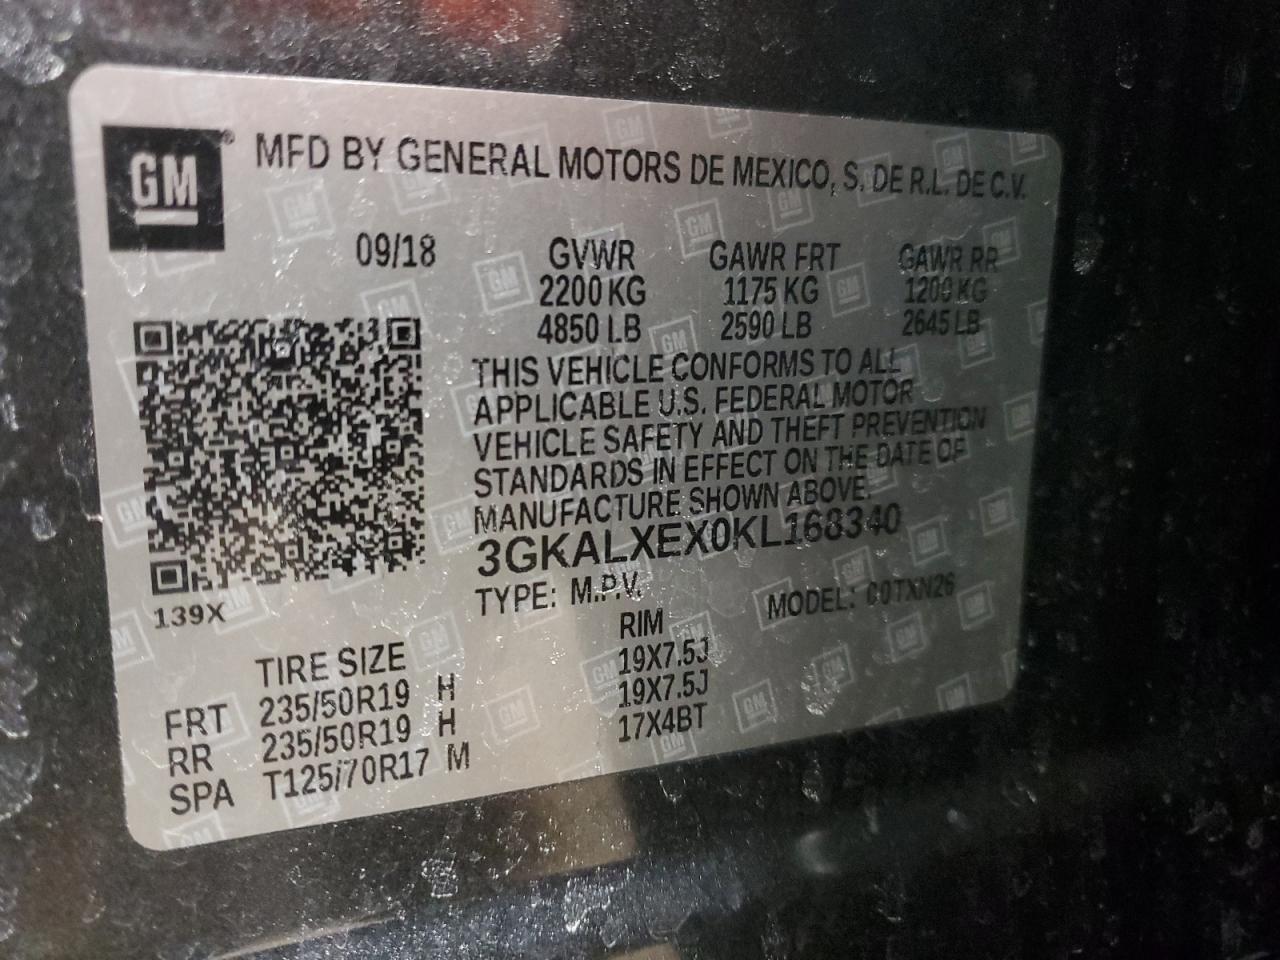 GM® MFD BY GENERAL MOTORS DE MEXICO, S. DE R.L. DE C.V.
09/18 GVWR GAWR FRT GAWR RR
2200 KG 1175 KG 1200 KG
4850 LB 2590 LB 2645 LB
THIS VEHICLE CONFORMS TO ALL
APPLICABLE U.S. FEDERAL MOTOR
VEHICLE SAFETY AND THEFT PREVENTION
STANDARDS IN EFFECT ON THE DATE OF
MANUFACTURE SHOWN ABOVE.
3GKALXEX0KL168340
TYPE: M.P.V. MODEL: C0TXN26
139X
TIRE SIZE RIM
FRT 235/50R19 H 19X7.5J
RR 235/50R19 H 19X7.5J
SPA T125/70R17 M 17X4BT